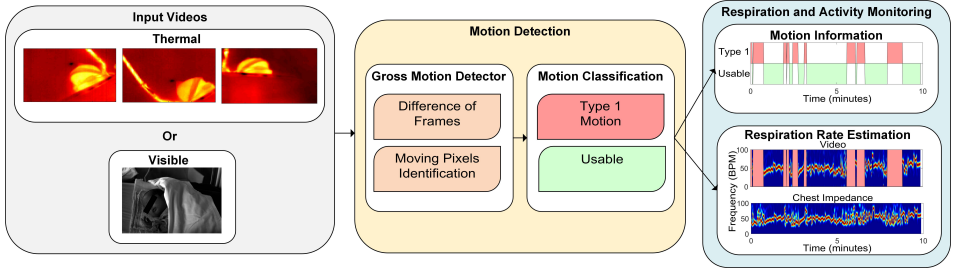 Input Videos
Thermal
Or
Visible
Motion Detection
Gross Motion Detector
Difference of
Frames
Moving Pixels
Identification
Motion Classification
Type 1
Motion
Usable
Respiration and Activity Monitoring
Motion Information
Type 1
Usable
0 5 10
Time (minutes)
Respiration Rate Estimation
Video
100
50
0
Chest Impedance
100
50
0
Frequency (BPM)
0 5 10
Time (minutes)